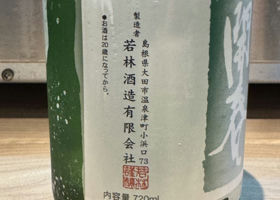 製造者
島根県大田市温泉津町小浜口73
若林酒造有限会社
●お酒は20歳になってから。
内容量 720ml